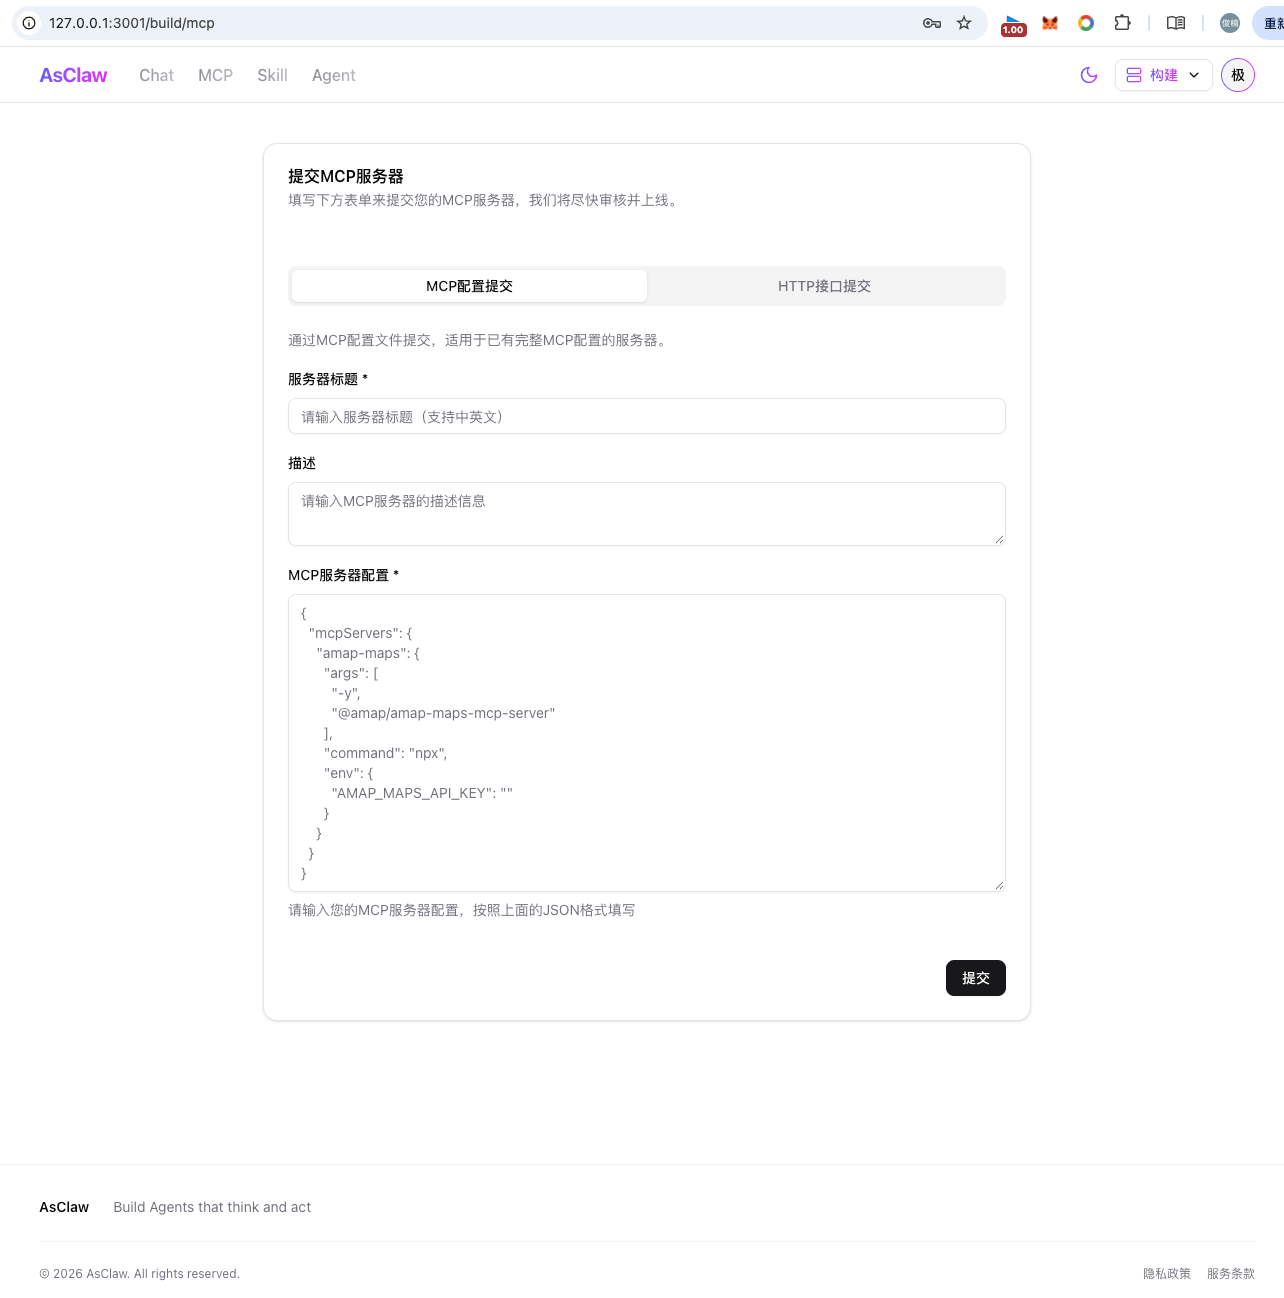 127.0.0.1:3001/build/mcp
1.00
俊楠
重新
AsClaw
Chat
MCP
Skill
Agent
构建
极
提交MCP服务器
填写下方表单来提交您的MCP服务器，我们将尽快审核并上线。
MCP配置提交
HTTP接口提交
通过MCP配置文件提交，适用于已有完整MCP配置的服务器。
服务器标题 *
请输入服务器标题（支持中英文）
描述
请输入MCP服务器的描述信息
MCP服务器配置 *
{
  "mcpServers": {
    "amap-maps": {
      "args": [
        "-y",
        "@amap/amap-maps-mcp-server"
      ],
      "command": "npx",
      "env": {
        "AMAP_MAPS_API_KEY": ""
      }
    }
  }
}
请输入您的MCP服务器配置，按照上面的JSON格式填写
提交
AsClaw
Build Agents that think and act
© 2026 AsClaw. All rights reserved.
隐私政策
服务条款